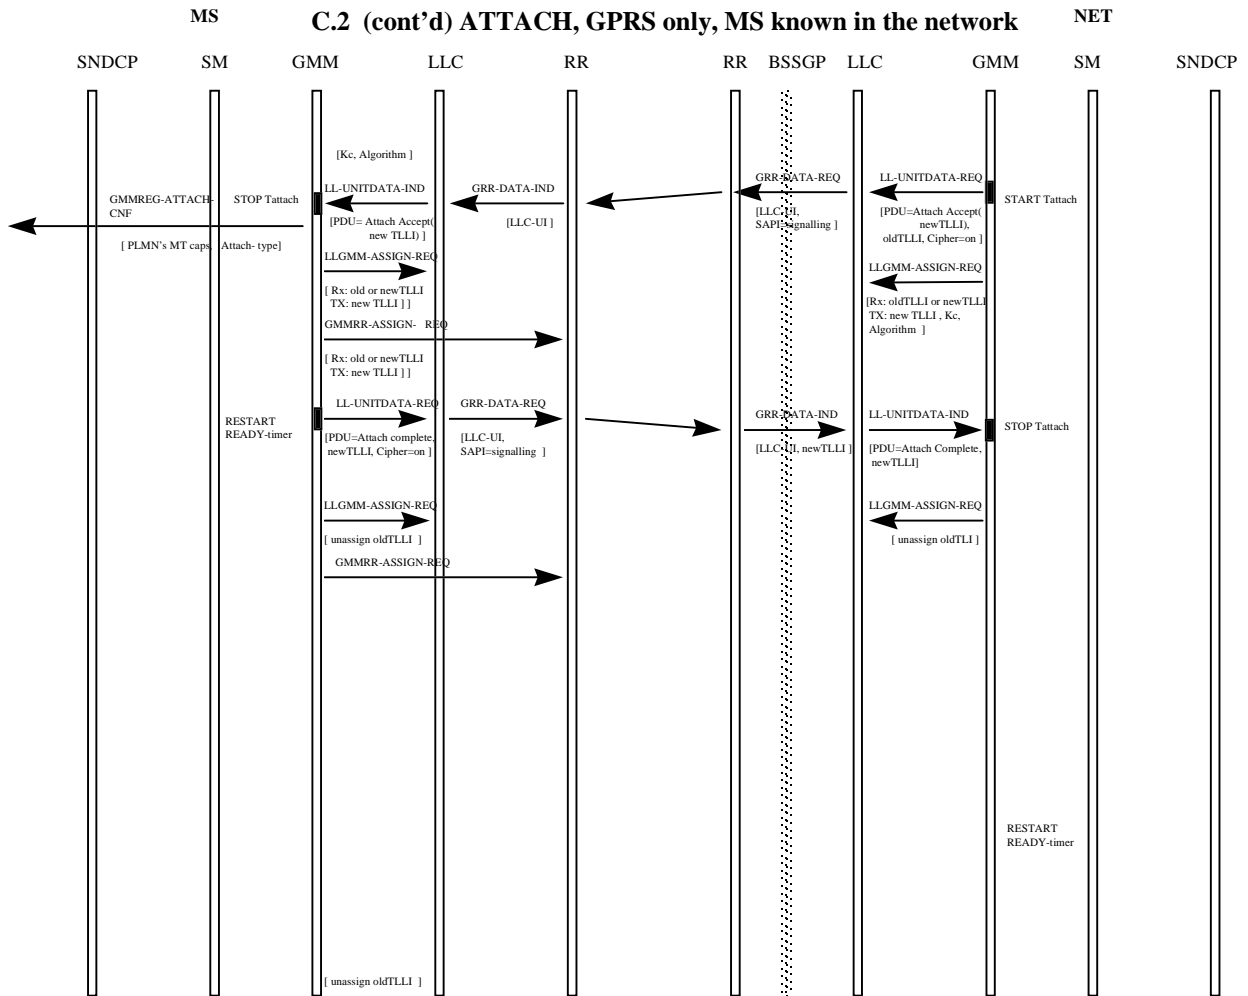 MS
C.2 (cont’d) ATTACH, GPRS only, MS known in the network
NET
SNDCP
SM
GMM
LLC
RR
RR
BSSGP
LLC
GMM
SM
SNDCP
[Kc, Algorithm ]
GMMREG-ATTACH-
CNF
STOP Tattach
LL-UNITDATA-IND
GRR-DATA-IND
GRR-DATA-REQ
LL-UNITDATA-REQ
START Tattach
[PDU= Attach Accept(
new TLLI) ]
[LLC-UI ]
[LLC-UI,
SAPI=signalling ]
[PDU=Attach Accept(
newTLLI),
oldTLLI, Cipher=on ]
[ PLMN's MT caps, Attach- type]
LLGMM-ASSIGN-REQ
LLGMM-ASSIGN-REQ
[ Rx: old or newTLLI
TX: new TLLI ] ]
[Rx: oldTLLI or newTLLI
TX: new TLLI , Kc,
Algorithm ]
GMMRR-ASSIGN- REQ
[ Rx: old or newTLLI
TX: new TLLI ] ]
RESTART
READY-timer
LL-UNITDATA-REQ
GRR-DATA-REQ
GRR-DATA-IND
LL-UNITDATA-IND
STOP Tattach
[PDU=Attach complete,
newTLLI, Cipher=on ]
[LLC-UI,
SAPI=signalling ]
[LLC-UI, newTLLI ]
[PDU=Attach Complete,
newTLLI]
LLGMM-ASSIGN-REQ
LLGMM-ASSIGN-REQ
[ unassign oldTLLI ]
[ unassign oldTLI ]
GMMRR-ASSIGN-REQ
RESTART
READY-timer
[ unassign oldTLLI ]